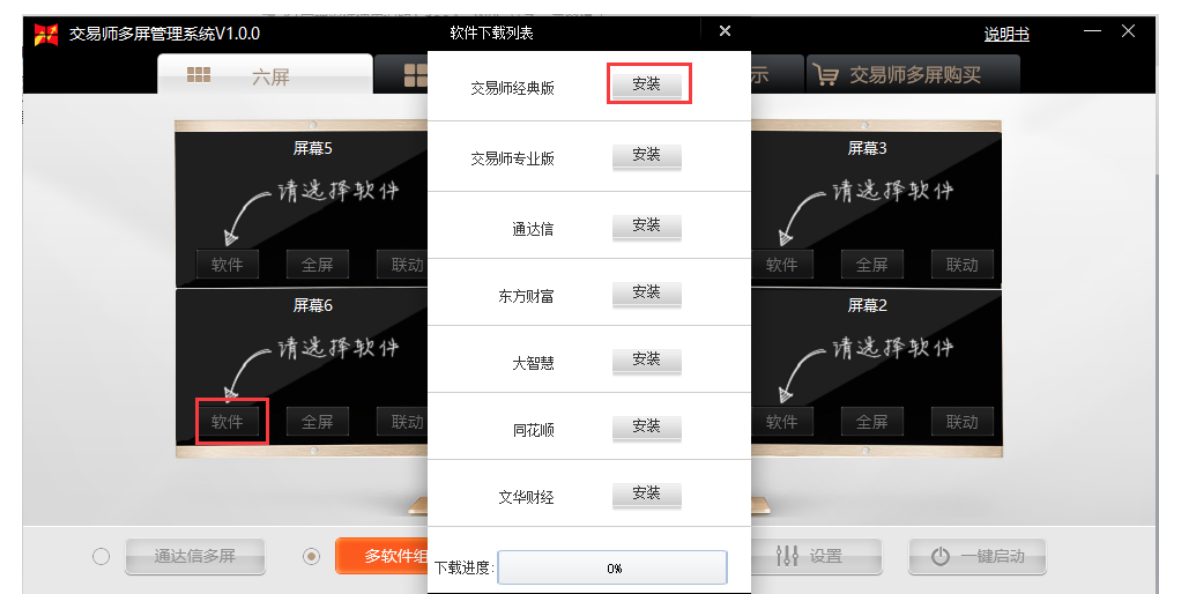 交易师多屏管理系统V1.0.0
软件下载列表
说明书
六屏
示
交易师多屏购买
交易师经典版 安装
交易师专业版 安装
通达信 安装
东方财富 安装
大智慧 安装
同花顺 安装
文华财经 安装
下载进度: 0%
屏幕5
请选择软件
软件 全屏 联动
屏幕3
请选择软件
软件 全屏 联动
屏幕6
请选择软件
软件 全屏 联动
屏幕2
请选择软件
软件 全屏 联动
通达信多屏
多软件组
设置
一键启动